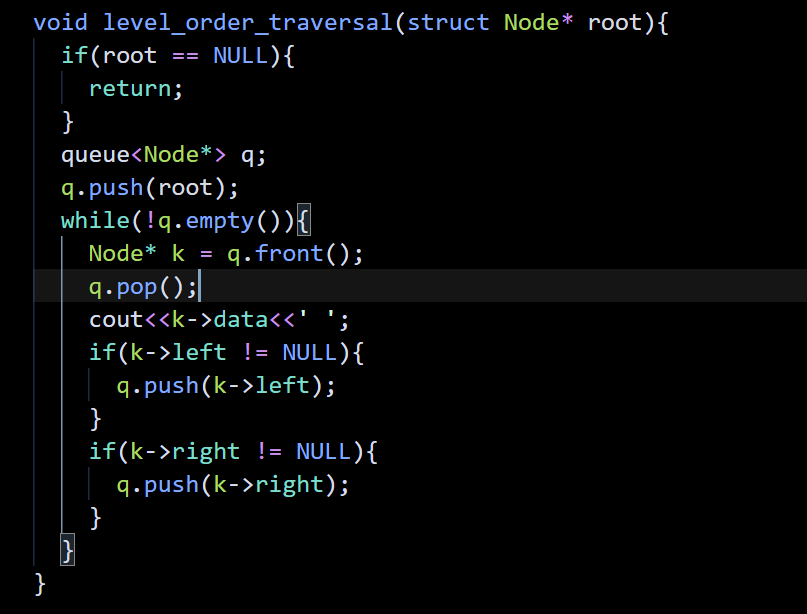 void level_order_traversal(struct Node* root){
  if(root == NULL){
    return;
  }
  queue<Node*> q;
  q.push(root);
  while(!q.empty()){
    Node* k = q.front();
    q.pop();
    cout<<k->data<<' ';
    if(k->left != NULL){
      q.push(k->left);
    }
    if(k->right != NULL){
      q.push(k->right);
    }
  }
}